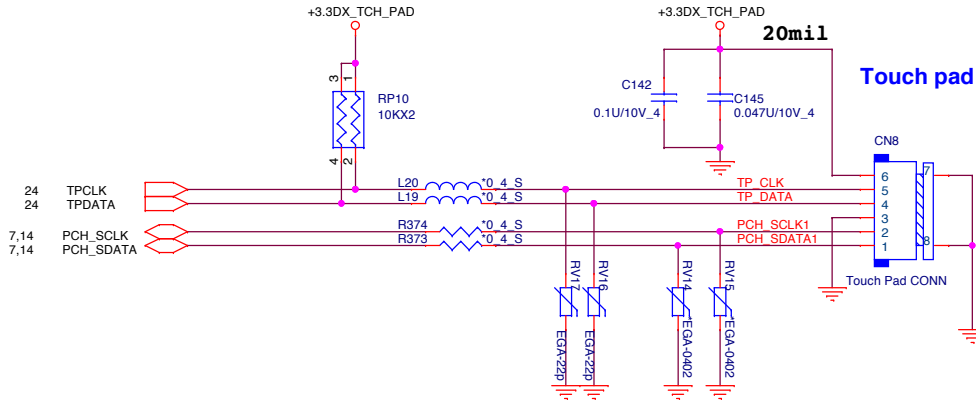 +3.3DX_TCH_PAD
+3.3DX_TCH_PAD
20mil
Touch pad
3
1
RP10
10KX2
4
2
C142
0.1U/10V_4
C145
0.047U/10V_4
CN8
24 TPCLK
L20 *0_4_S
TP_CLK
24 TPDATA
L19 *0_4_S
TP_DATA
7,14 PCH_SCLK
R374 *0_4_S
PCH_SCLK1
7,14 PCH_SDATA
R373 *0_4_S
PCH_SDATA1
6
5
4
3
2
1
7
8
Touch Pad CONN
RV17
EGA-22p
RV16
EGA-22p
RV14
*EGA-0402
RV15
*EGA-0402